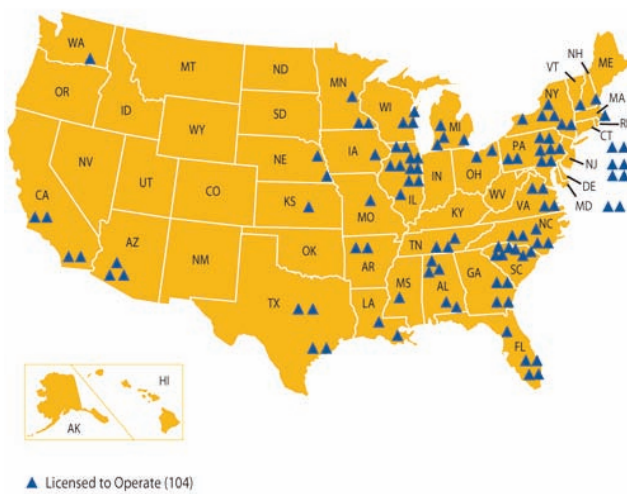 WA
MT
ND
MN
VT
NH
ME
OR
ID
SD
WI
NY
MA
RI
WY
MI
CT
NV
NE
IA
PA
NJ
UT
CO
IL
IN
OH
DE
CA
KS
MO
WV
VA
MD
KY
AZ
NM
OK
AR
TN
NC
SC
MS
AL
GA
TX
LA
FL
HI
AK
Licensed to Operate (104)